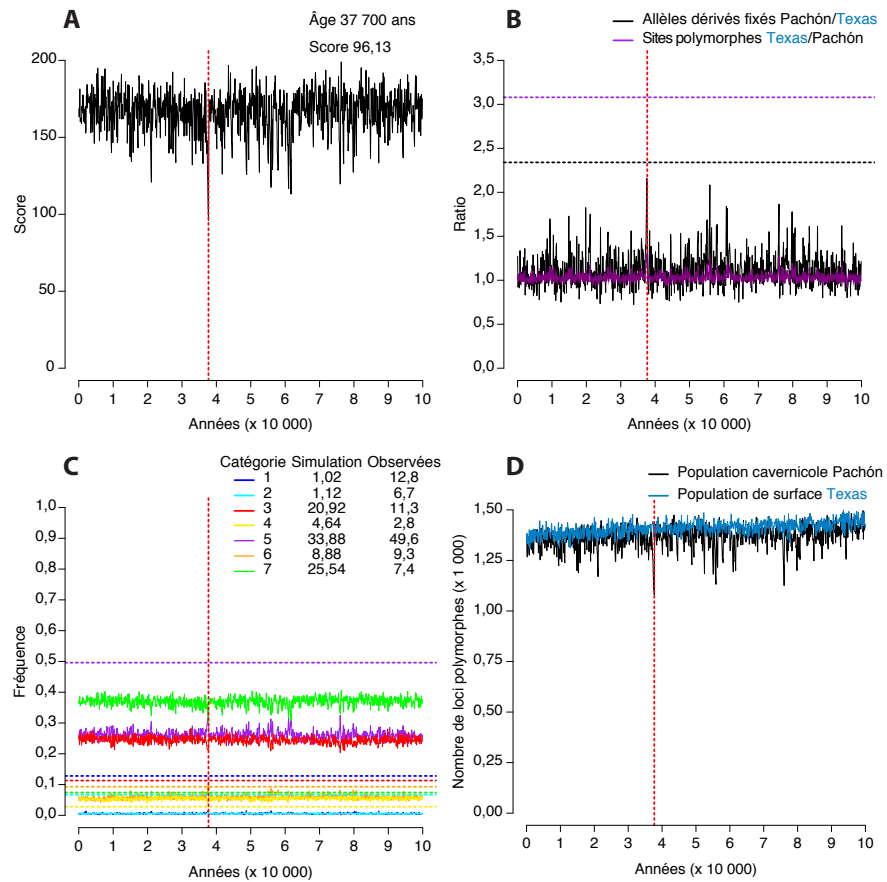 A
Âge 37 700 ans
Score 96,13
200
150
100
50
0
Score
0 1 2 3 4 5 6 7 8 9 10
Années (x 10 000)
B
Allèles dérivés fixés Pachón/Texas
Sites polymorphes Texas/Pachón
3,5
3,0
2,5
2,0
1,5
1,0
0,5
0,0
Ratio
0 1 2 3 4 5 6 7 8 9 10
Années (x 10 000)
C
Catégorie Simulation Observées
1 1,02 12,8
2 1,12 6,7
3 20,92 11,3
4 4,64 2,8
5 33,88 49,6
6 8,88 9,3
7 25,54 7,4
1,0
0,9
0,8
0,7
0,6
0,5
0,4
0,3
0,2
0,1
0,0
Fréquence
0 1 2 3 4 5 6 7 8 9 10
Années (x 10 000)
D
Population cavernicole Pachón
Population de surface Texas
1,50
1,25
1,00
0,75
0,50
0,25
0,00
Nombre de loci polymorphes (x 1 000)
0 1 2 3 4 5 6 7 8 9 10
Années (x 10 000)